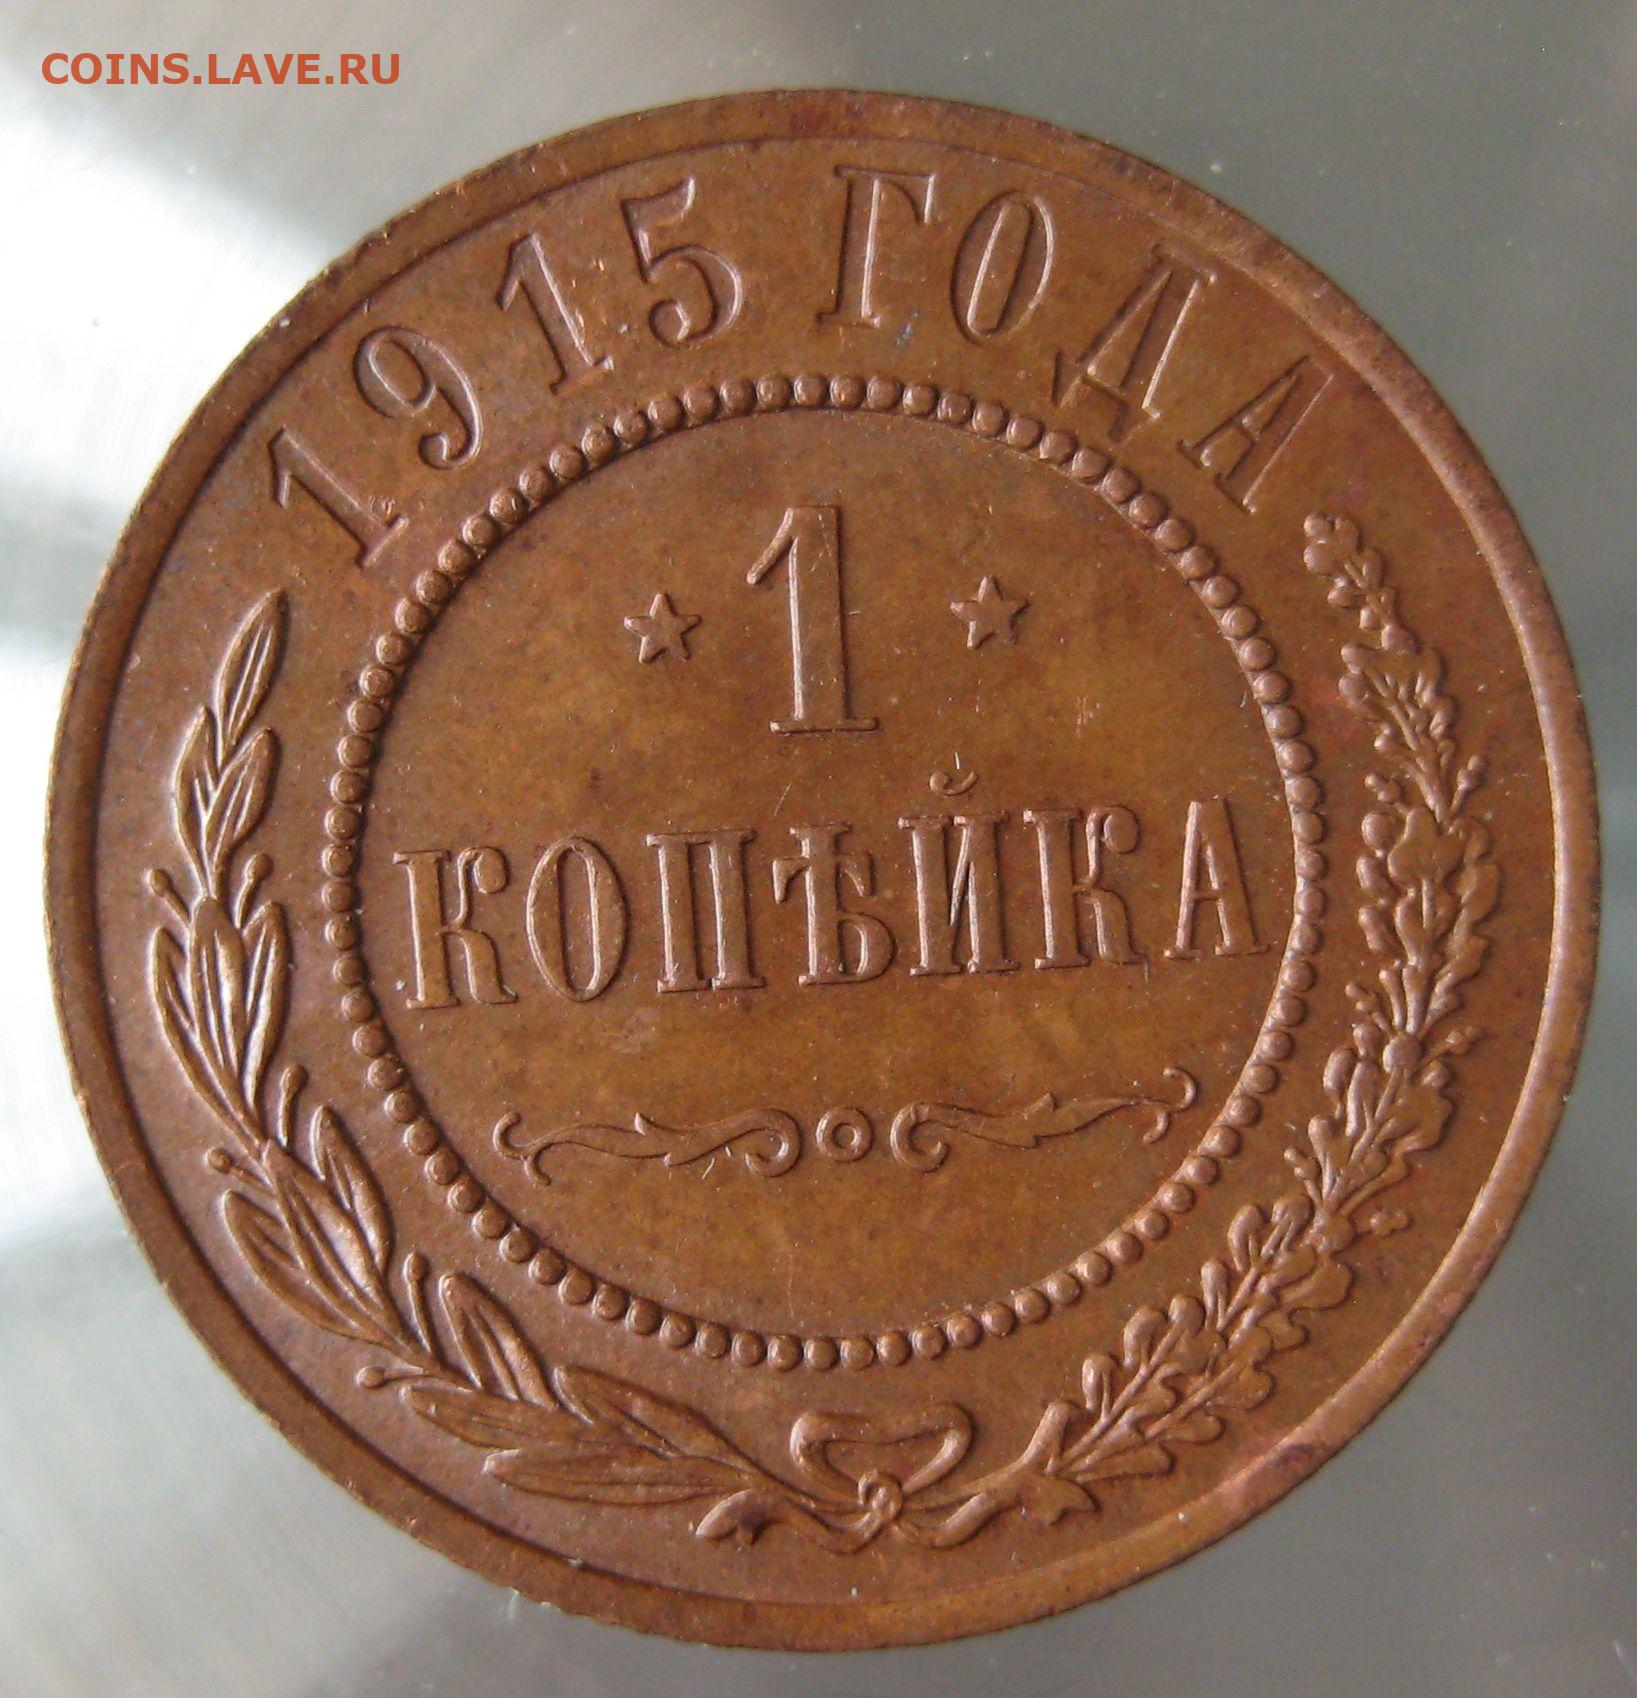 COINS.LAVE.RU
1915 ГОДА
1
КОПѢЙКА